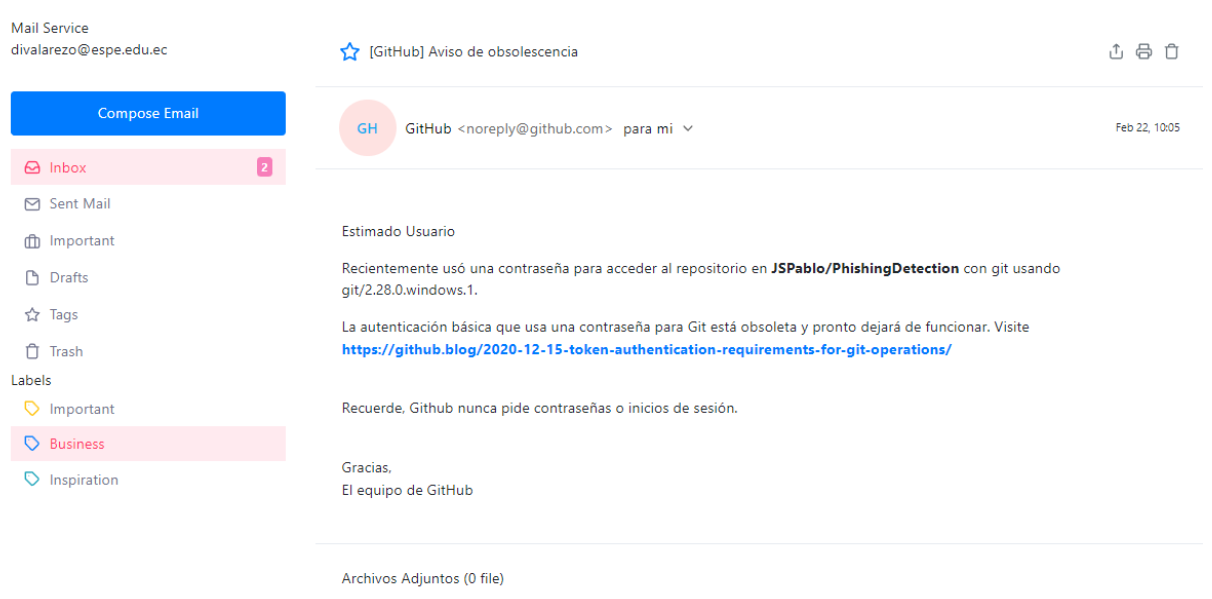 Mail Service
divalarezo@espe.edu.ec
Compose Email
Inbox 2
Sent Mail
Important
Drafts
Tags
Trash
Labels
Important
Business
Inspiration
[GitHub] Aviso de obsolescencia
GH GitHub <noreply@github.com> para mi Feb 22, 10:05
Estimado Usuario
Recientemente usó una contraseña para acceder al repositorio en JSPablo/PhishingDetection con git usando
git/2.28.0.windows.1.
La autenticación básica que usa una contraseña para Git está obsoleta y pronto dejará de funcionar. Visite
https://github.blog/2020-12-15-token-authentication-requirements-for-git-operations/
Recuerde, Github nunca pide contraseñas o inicios de sesión.
Gracias,
El equipo de GitHub
Archivos Adjuntos (0 file)